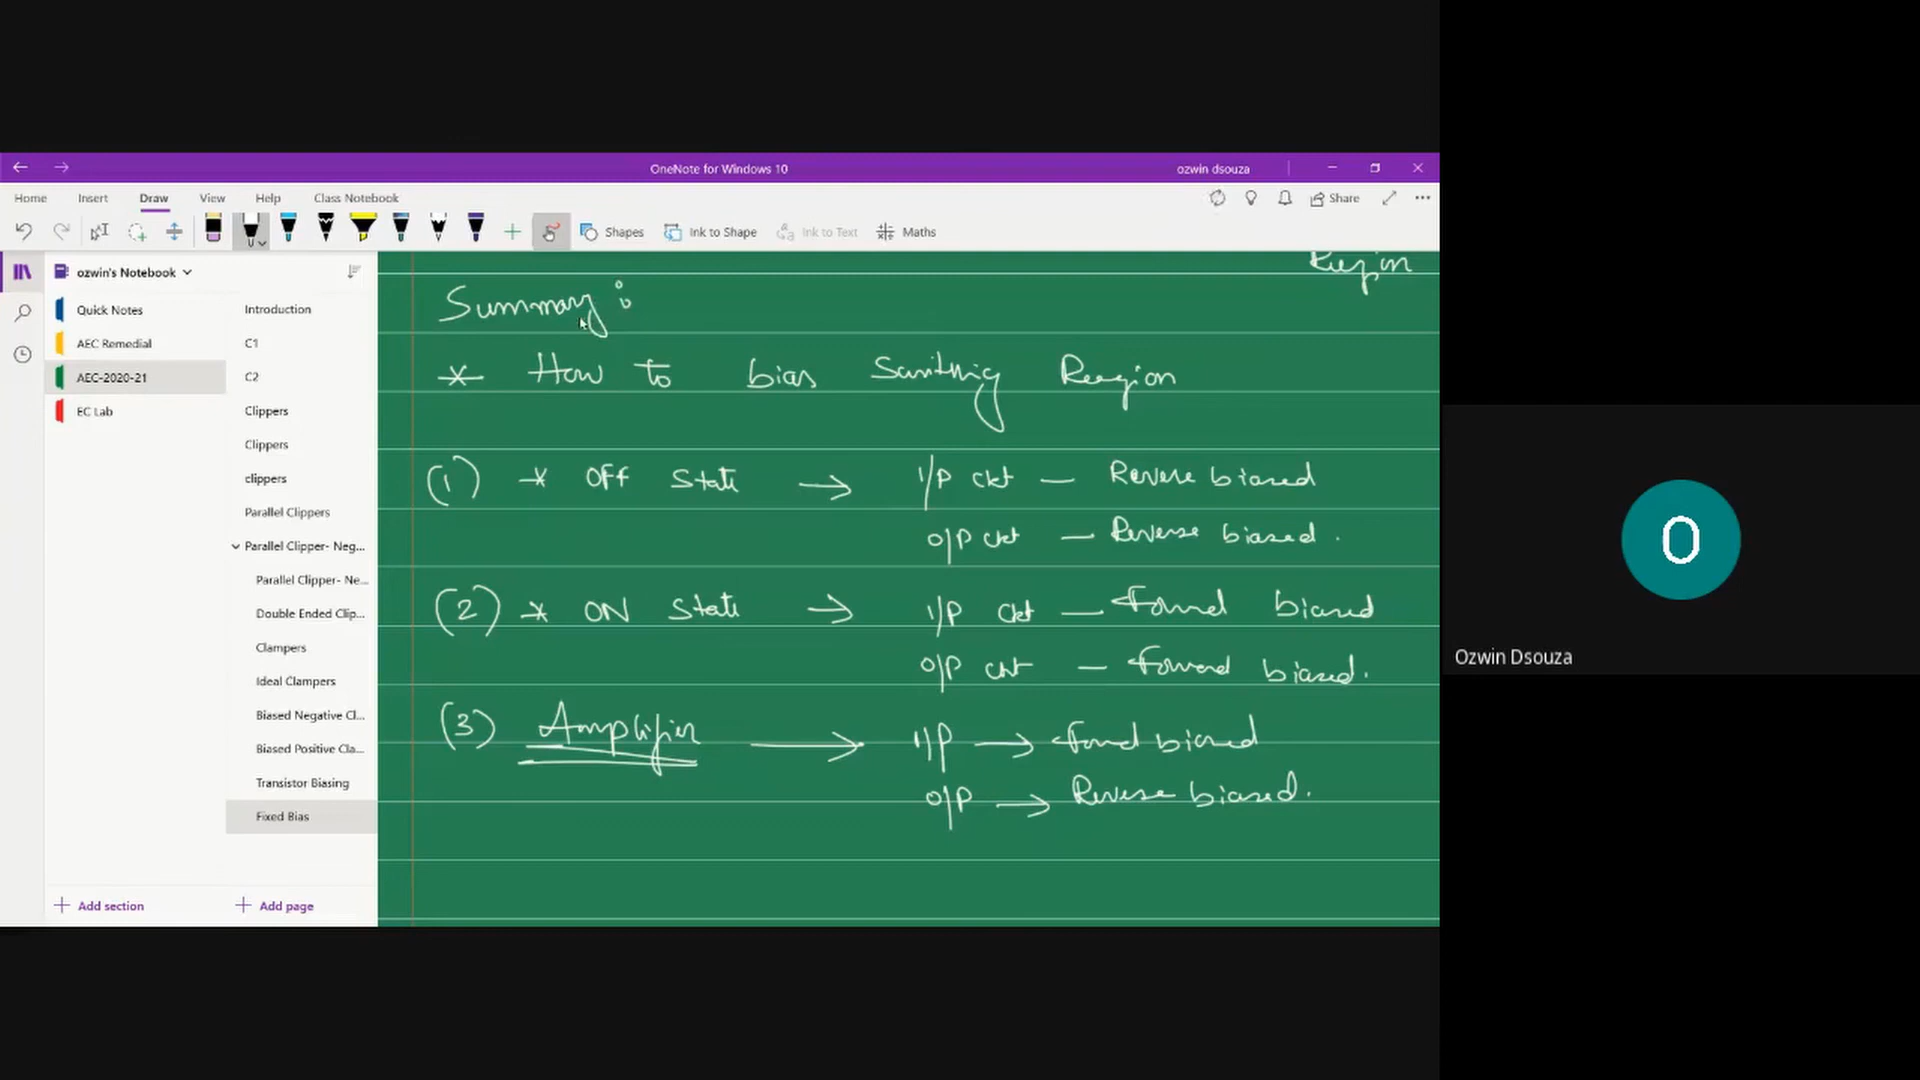 OneNote for Windows 10
ozwin dsouza
Home Insert Draw View Help Class Notebook
Share
Shapes Ink to Shape Ink to Text Maths
ozwin's Notebook
Quick Notes
AEC Remedial
AEC-2020-21
EC Lab
Introduction
C1
C2
Clippers
Clippers
clippers
Parallel Clippers
Parallel Clipper- Neg...
Parallel Clipper- Ne...
Double Ended Clip...
Clampers
Ideal Clampers
Biased Negative Cl...
Biased Positive Cla...
Transistor Biasing
Fixed Bias
+ Add section
+ Add page
Region
Summary :
* How to bias Region
(1) * OFF State → I/P ckt — Reverse biased
O/P ckt — Reverse biased .
(2) * ON State → I/P ckt — Forward biased
O/P ckt — Forward biased .
(3) Amplifier → I/P → Forward biased
O/P → Reverse biased .
O
Ozwin Dsouza